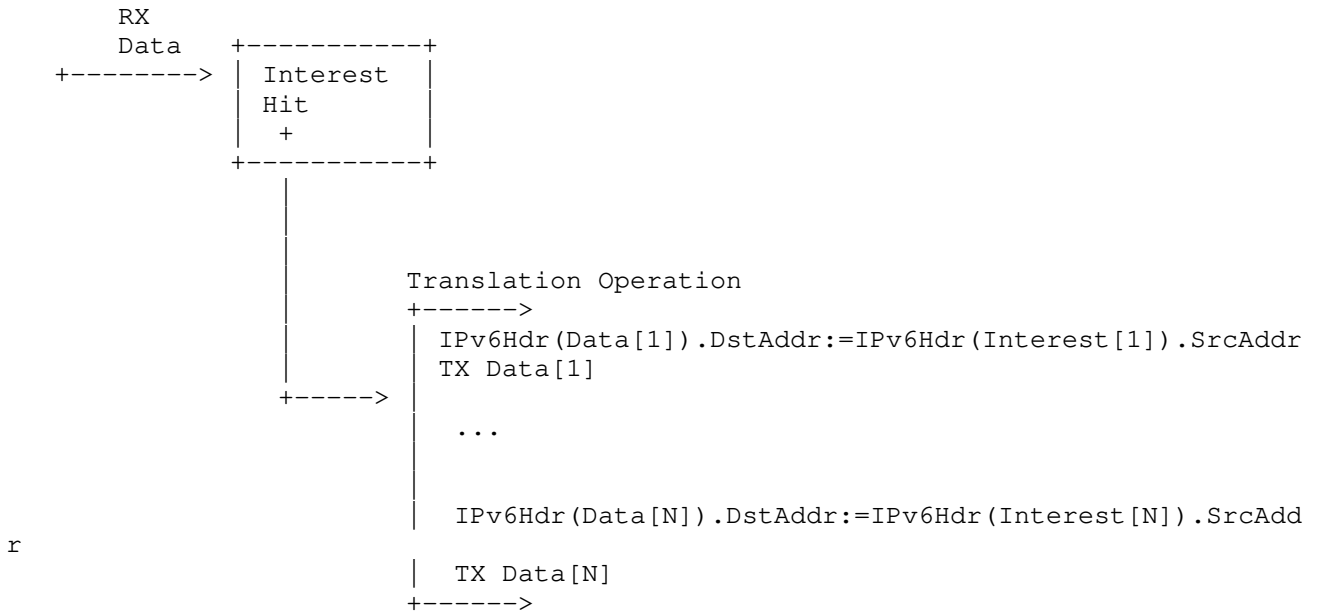 RX
Data
Interest
Hit
+
Translation Operation
IPv6Hdr(Data[1]).DstAddr:=IPv6Hdr(Interest[1]).SrcAddr
TX Data[1]
...
IPv6Hdr(Data[N]).DstAddr:=IPv6Hdr(Interest[N]).SrcAdd
r
TX Data[N]